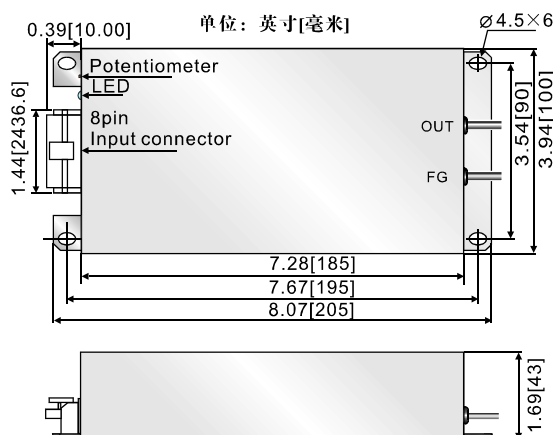 单位：英寸[毫米]
0.39[10.00]
⌀4.5×6
Potentiometer
LED
8pin
Input connector
1.44[2436.6]
OUT
FG
3.54[90]
3.94[100]
7.28[185]
7.67[195]
8.07[205]
1.69[43]